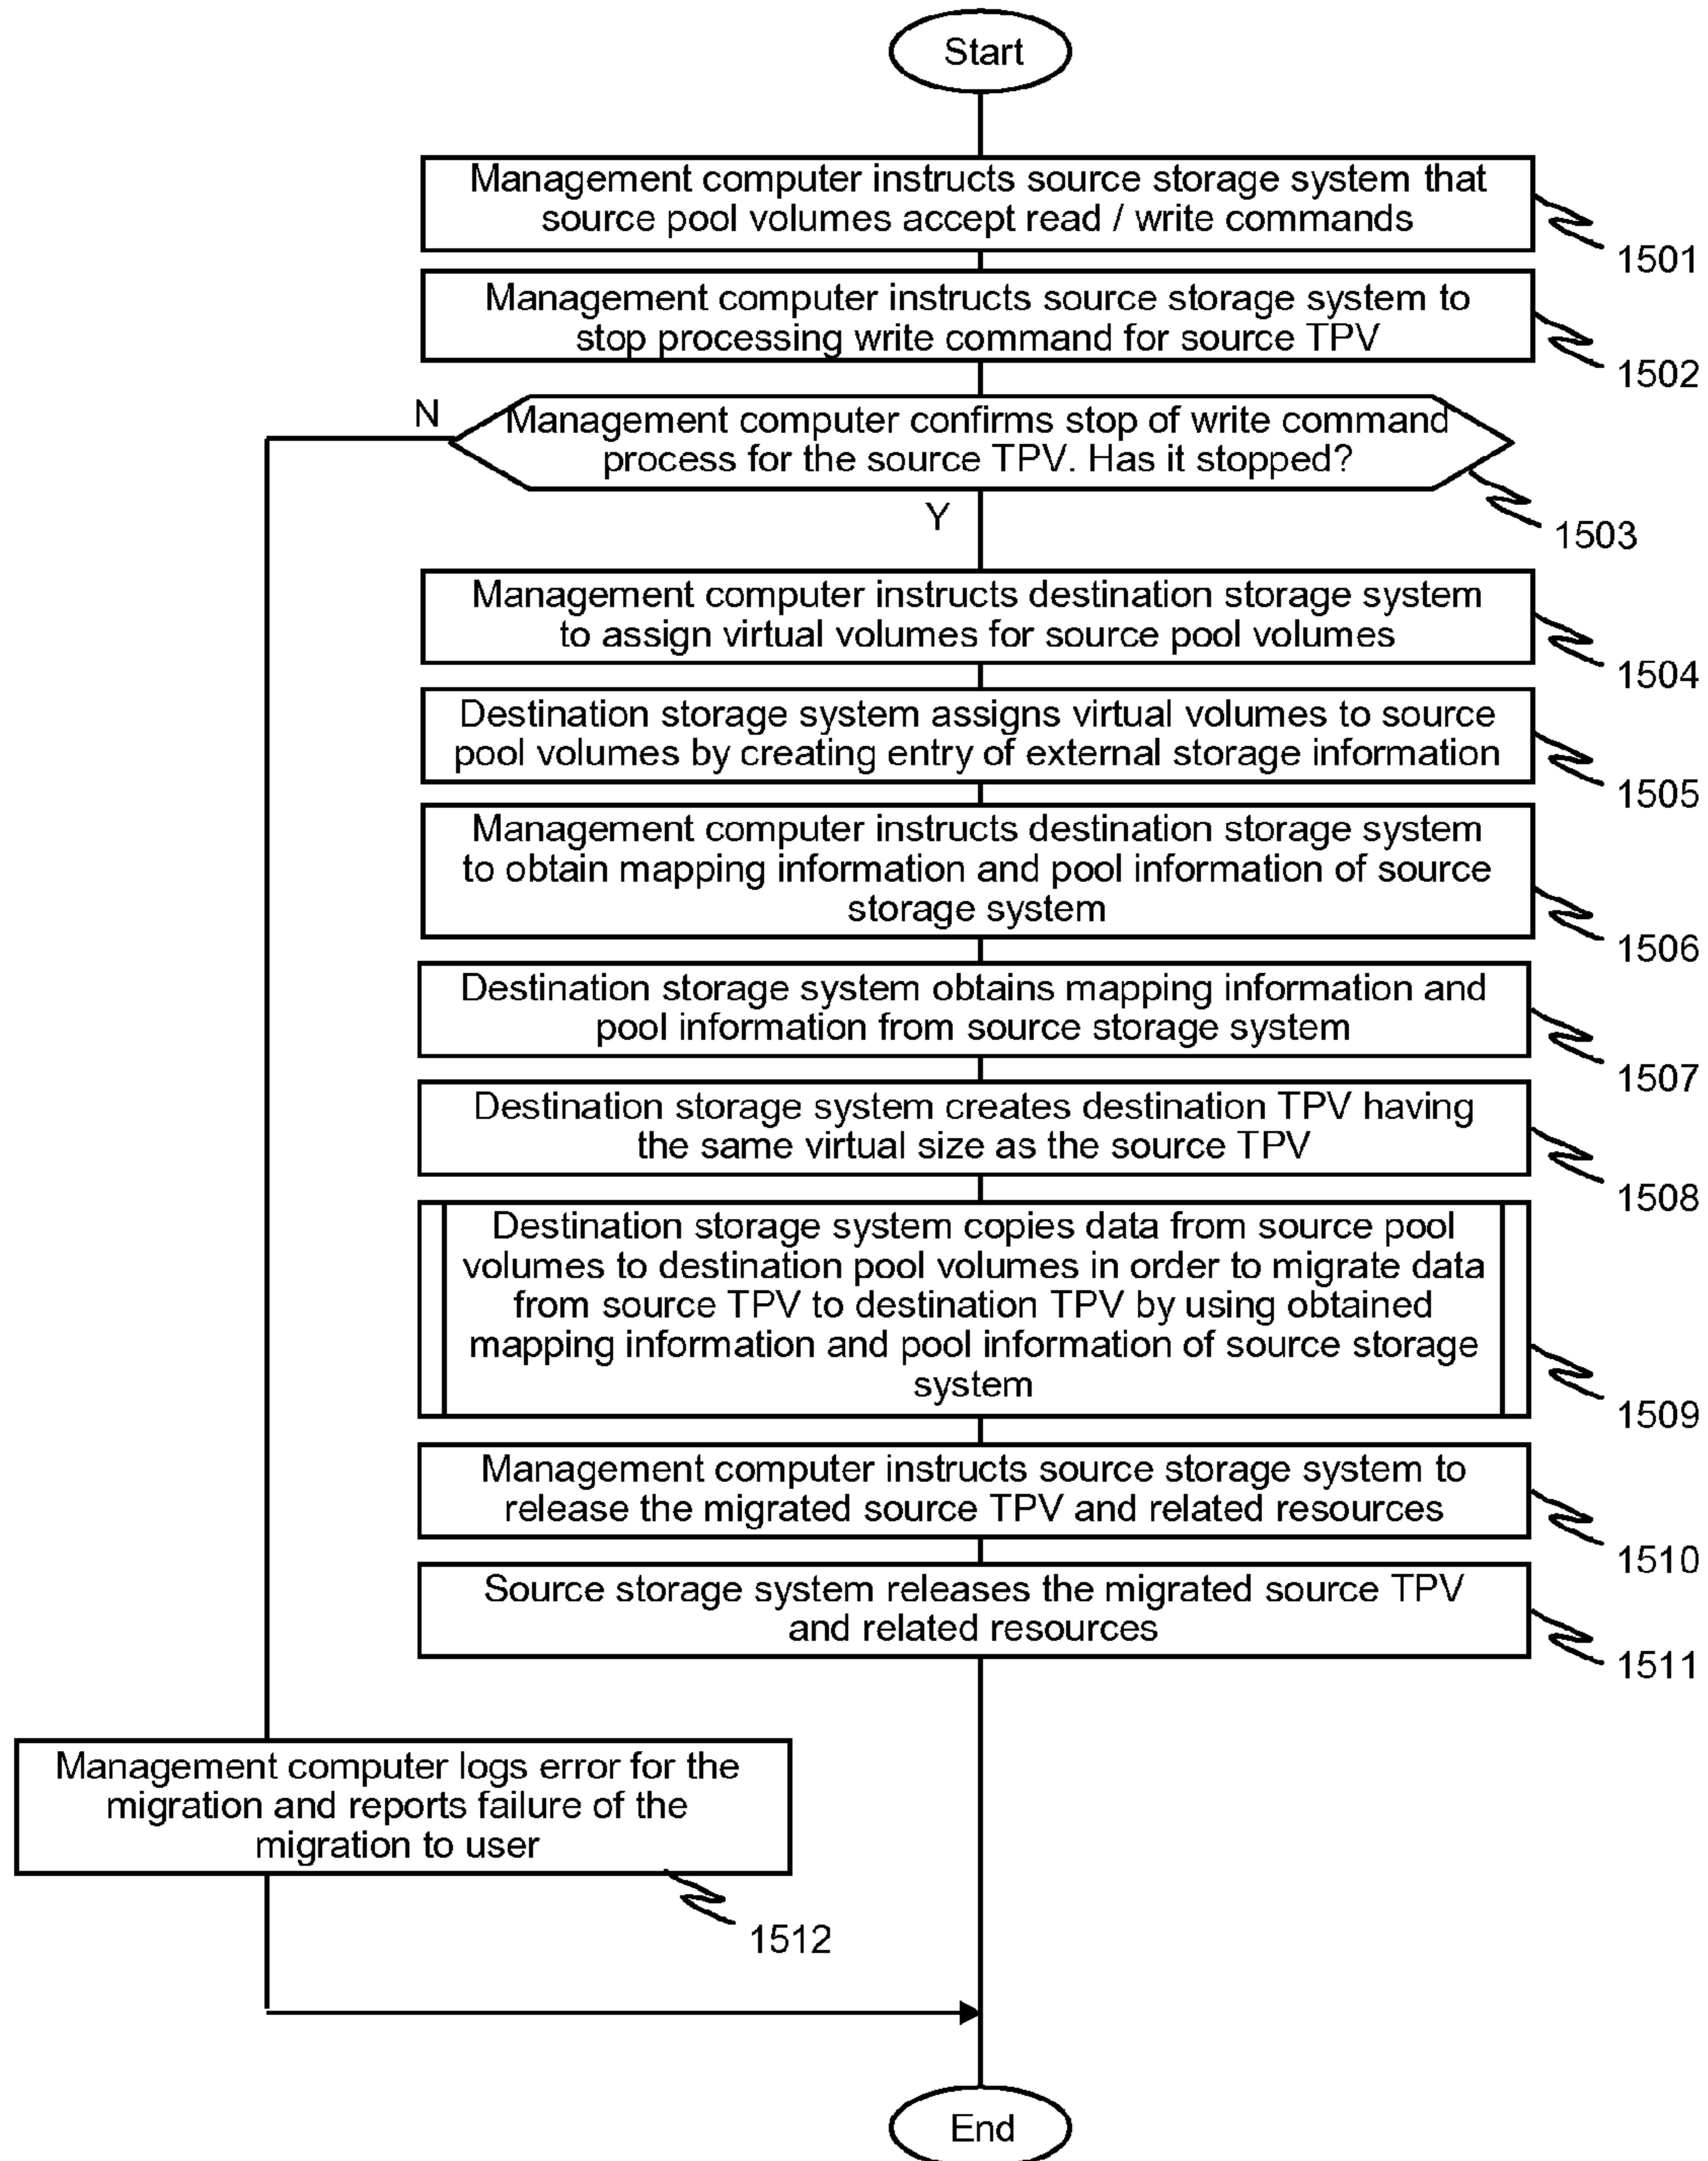 Start
Management computer instructs source storage system that
source pool volumes accept read / write commands
1501
Management computer instructs source storage system to
stop processing write command for source TPV
1502
N
Management computer confirms stop of write command
process for the source TPV. Has it stopped?
1503
Y
Management computer instructs destination storage system
to assign virtual volumes for source pool volumes
1504
Destination storage system assigns virtual volumes to source
pool volumes by creating entry of external storage information
1505
Management computer instructs destination storage system
to obtain mapping information and pool information of source
storage system
1506
Destination storage system obtains mapping information and
pool information from source storage system
1507
Destination storage system creates destination TPV having
the same virtual size as the source TPV
1508
Destination storage system copies data from source pool
volumes to destination pool volumes in order to migrate data
from source TPV to destination TPV by using obtained
mapping information and pool information of source storage
system
1509
Management computer instructs source storage system to
release the migrated source TPV and related resources
1510
Source storage system releases the migrated source TPV
and related resources
1511
Management computer logs error for the
migration and reports failure of the
migration to user
1512
End